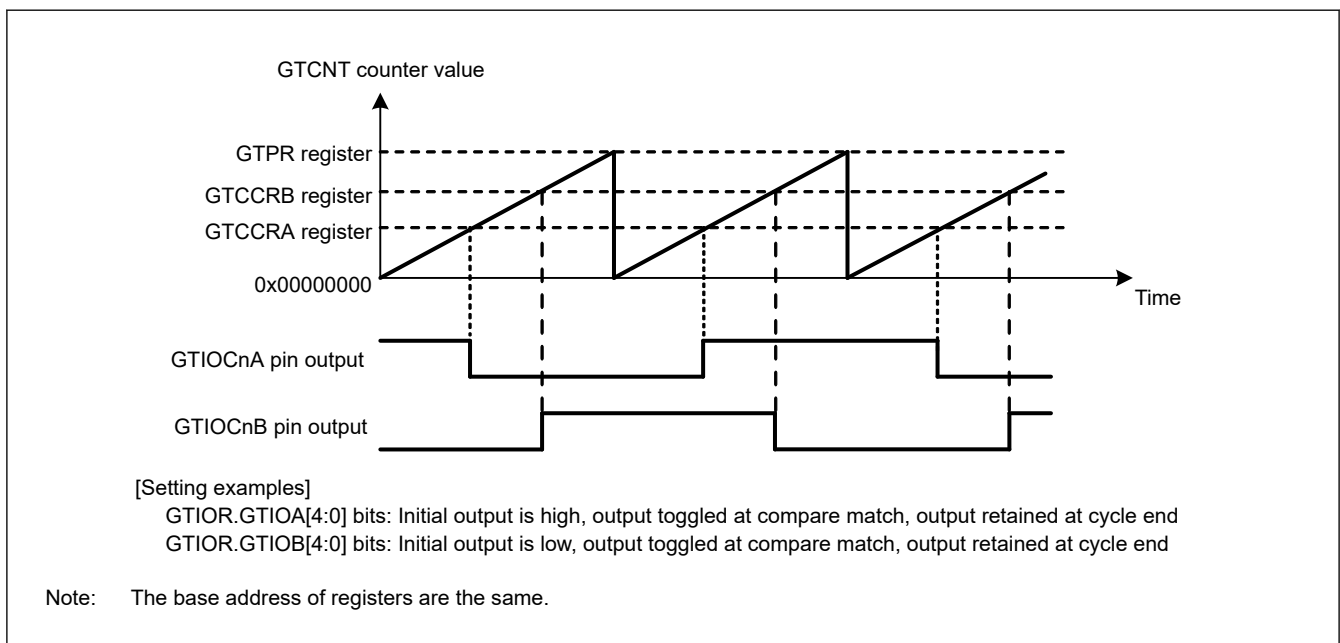 GTCNT counter value
GTPR register
GTCCRB register
GTCCRA register
0x00000000
Time
GTIOCnA pin output
GTIOCnB pin output
[Setting examples]
GTIOR.GTIOA[4:0] bits: Initial output is high, output toggled at compare match, output retained at cycle end
GTIOR.GTIOB[4:0] bits: Initial output is low, output toggled at compare match, output retained at cycle end
Note: The base address of registers are the same.